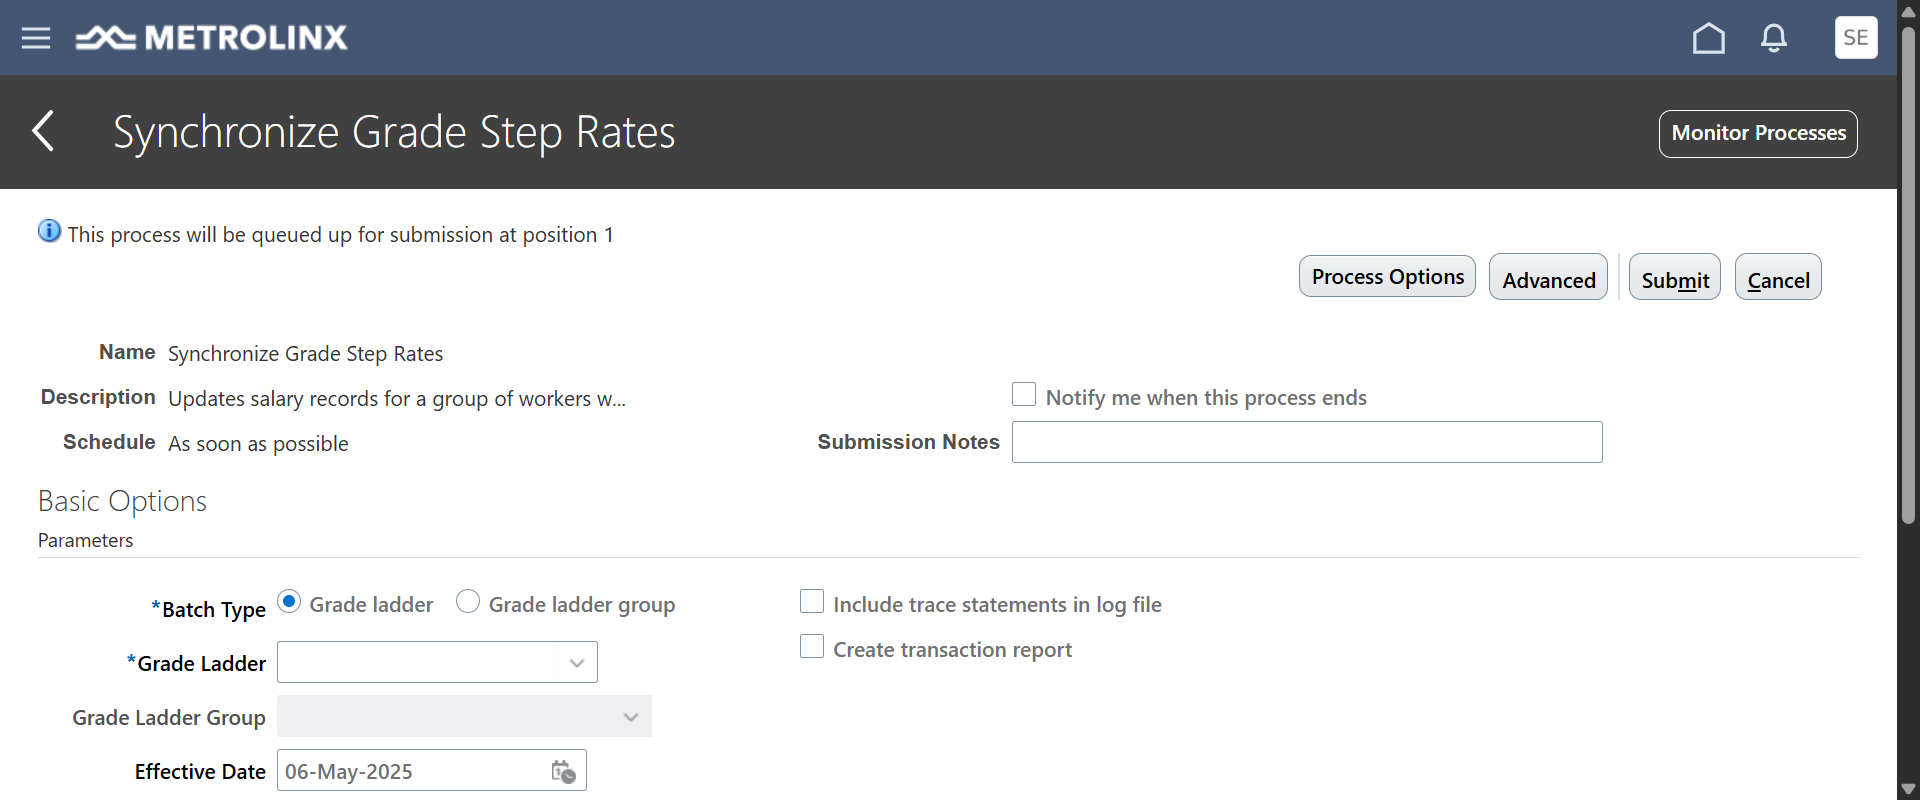 METROLINX
SE
Synchronize Grade Step Rates
Monitor Processes
This process will be queued up for submission at position 1
Process Options
Advanced
Submit
Cancel
Name Synchronize Grade Step Rates
Description Updates salary records for a group of workers w...
Notify me when this process ends
Schedule As soon as possible
Submission Notes
Basic Options
Parameters
*Batch Type Grade ladder Grade ladder group
Include trace statements in log file
*Grade Ladder
Create transaction report
Grade Ladder Group
Effective Date 06-May-2025